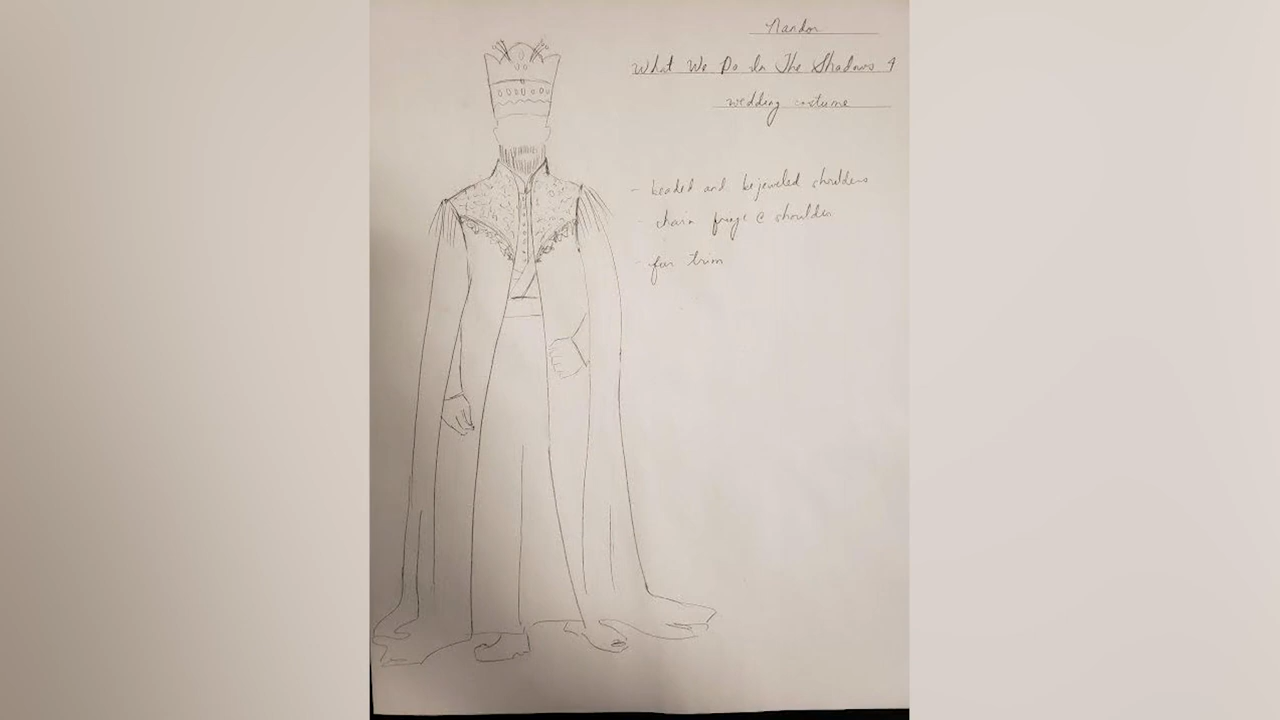 Nandor
What We Do In The Shadows 4
wedding costume
- beaded and bejeweled shoulders
- chain fringe @ shoulder
- fur trim